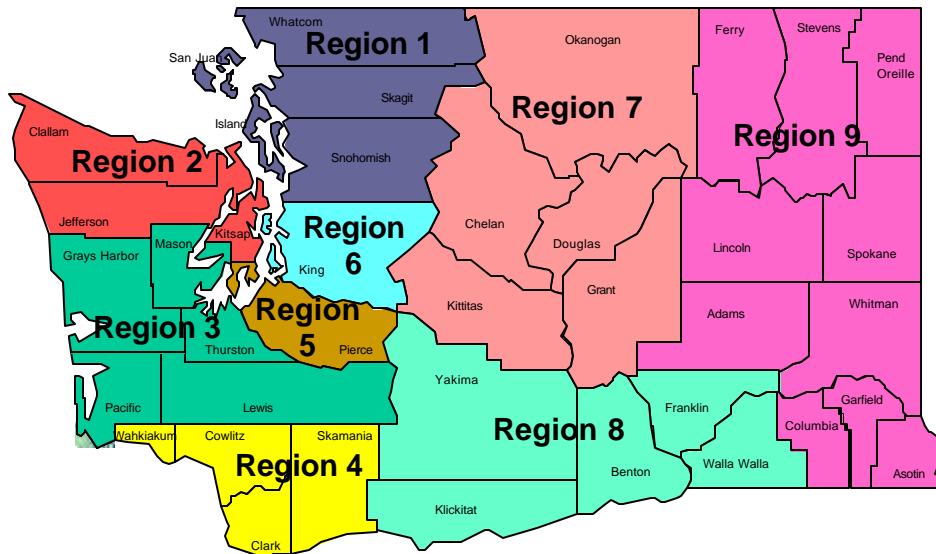 Whatcom
Region 1
San Juan
Skagit
Island
Snohomish
Okanogan
Ferry
Stevens
Pend
Oreille
Region 7
Region 9
Clallam
Region 2
Jefferson
Kitsap
Mason
Grays Harbor
Region
6
King
Chelan
Douglas
Lincoln
Spokane
Kittitas
Grant
Adams
Whitman
Region 3
Thurston
Region
5
Pierce
Pacific
Lewis
Yakima
Franklin
Garfield
Columbia
Region 8
Wahkiakum
Cowlitz
Skamania
Region 4
Benton
Walla Walla
Asotin
Klickitat
Clark